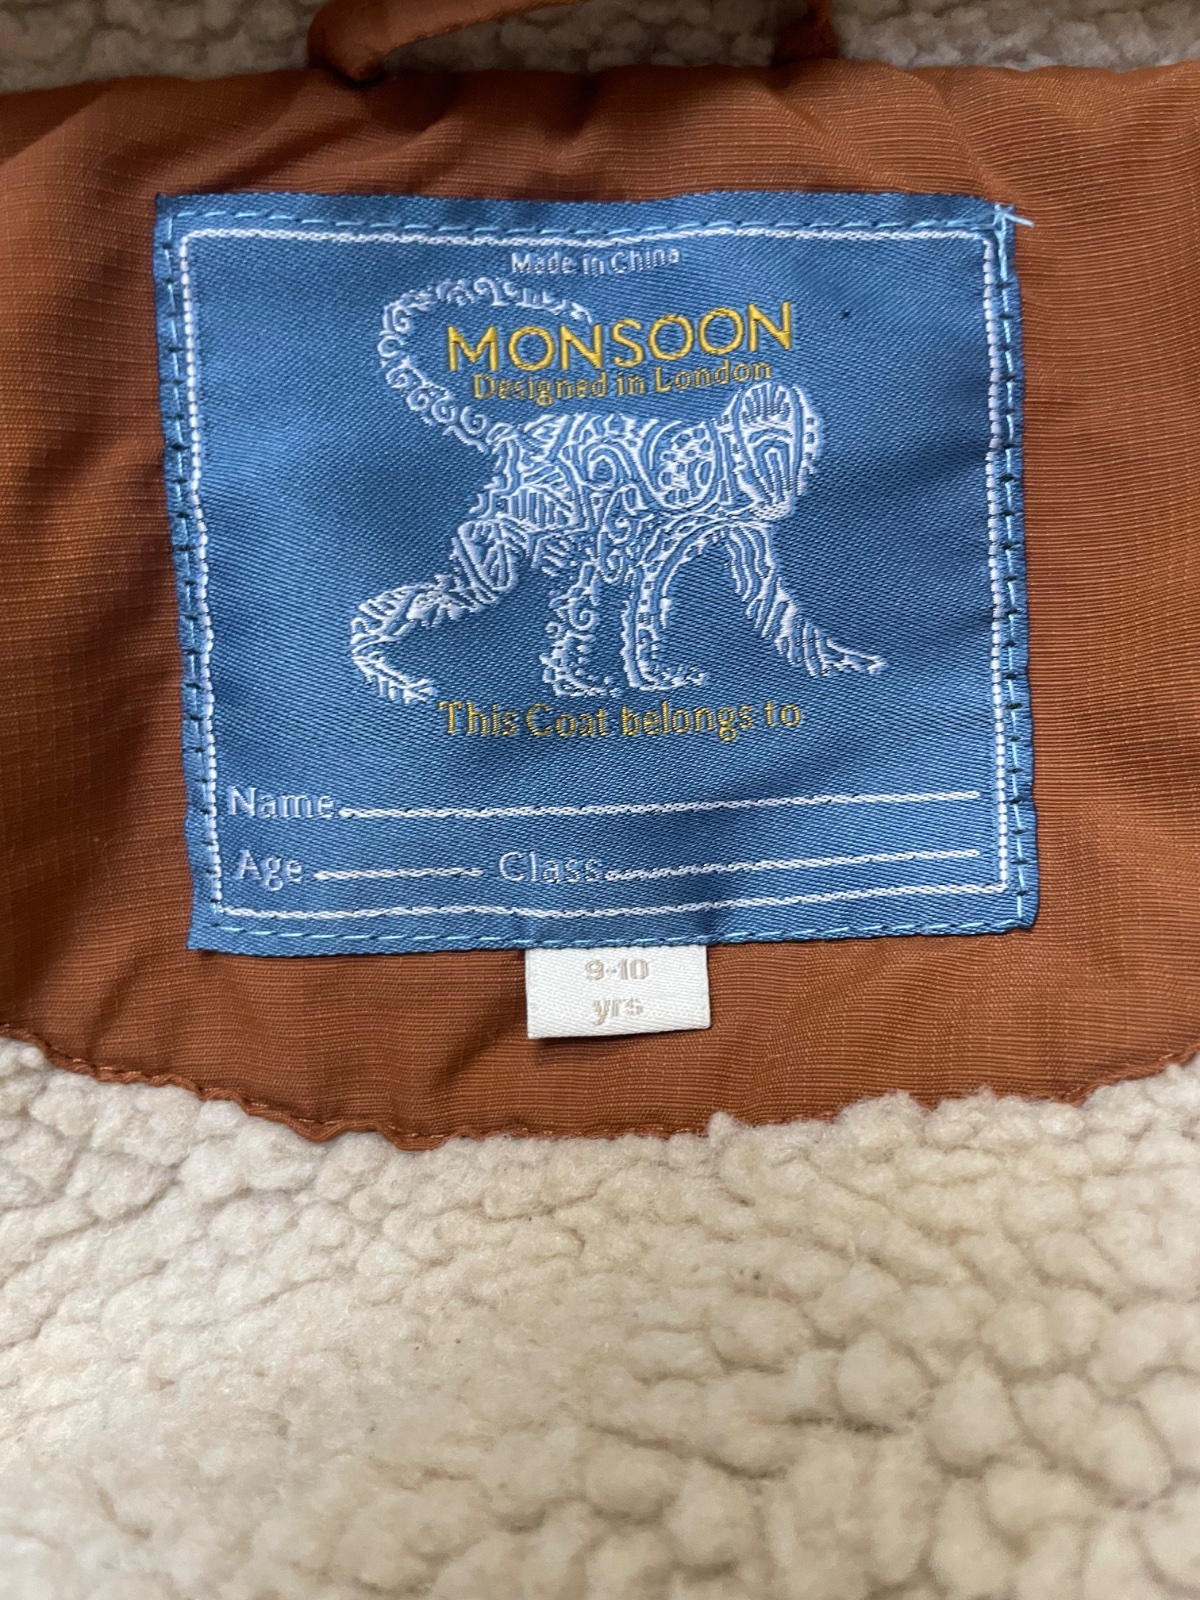 Made in China
MONSOON
Designed in London
This Coat belongs to
Name
Age Class
9-10
yrs